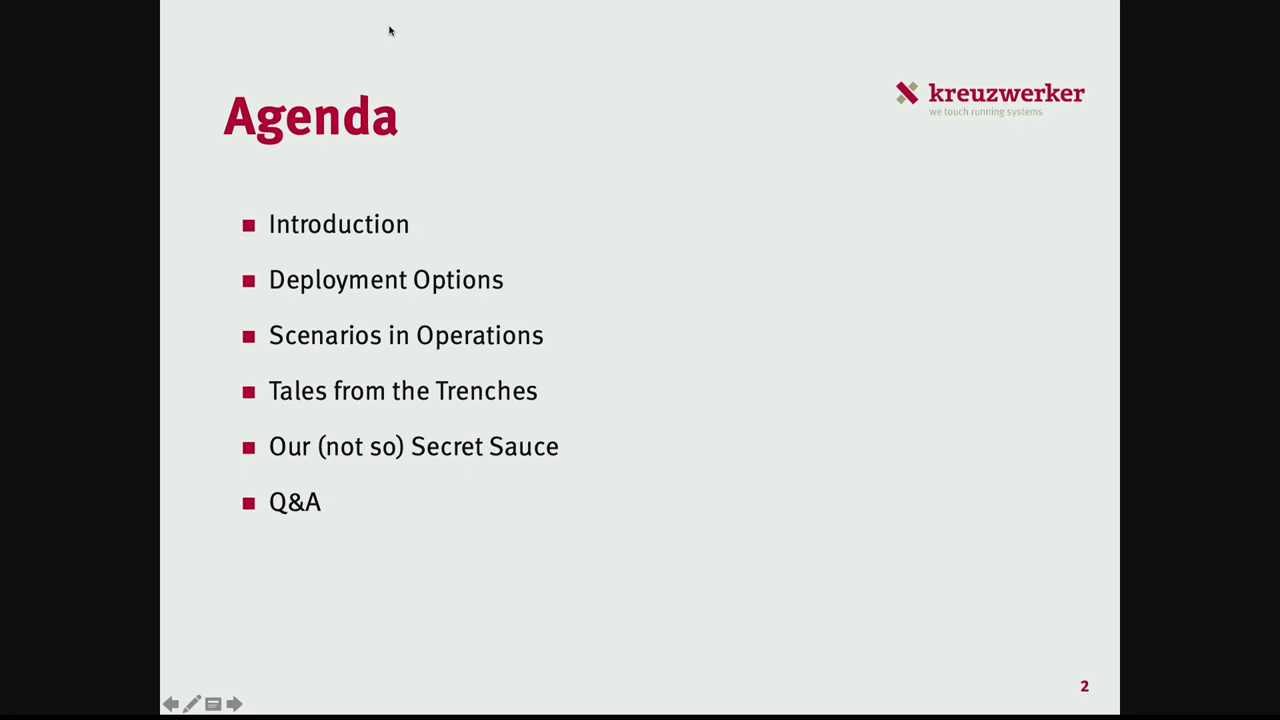 Agenda
kreuzwerker
we touch running systems
Introduction
Deployment Options
Scenarios in Operations
Tales from the Trenches
Our (not so) Secret Sauce
Q&A
2